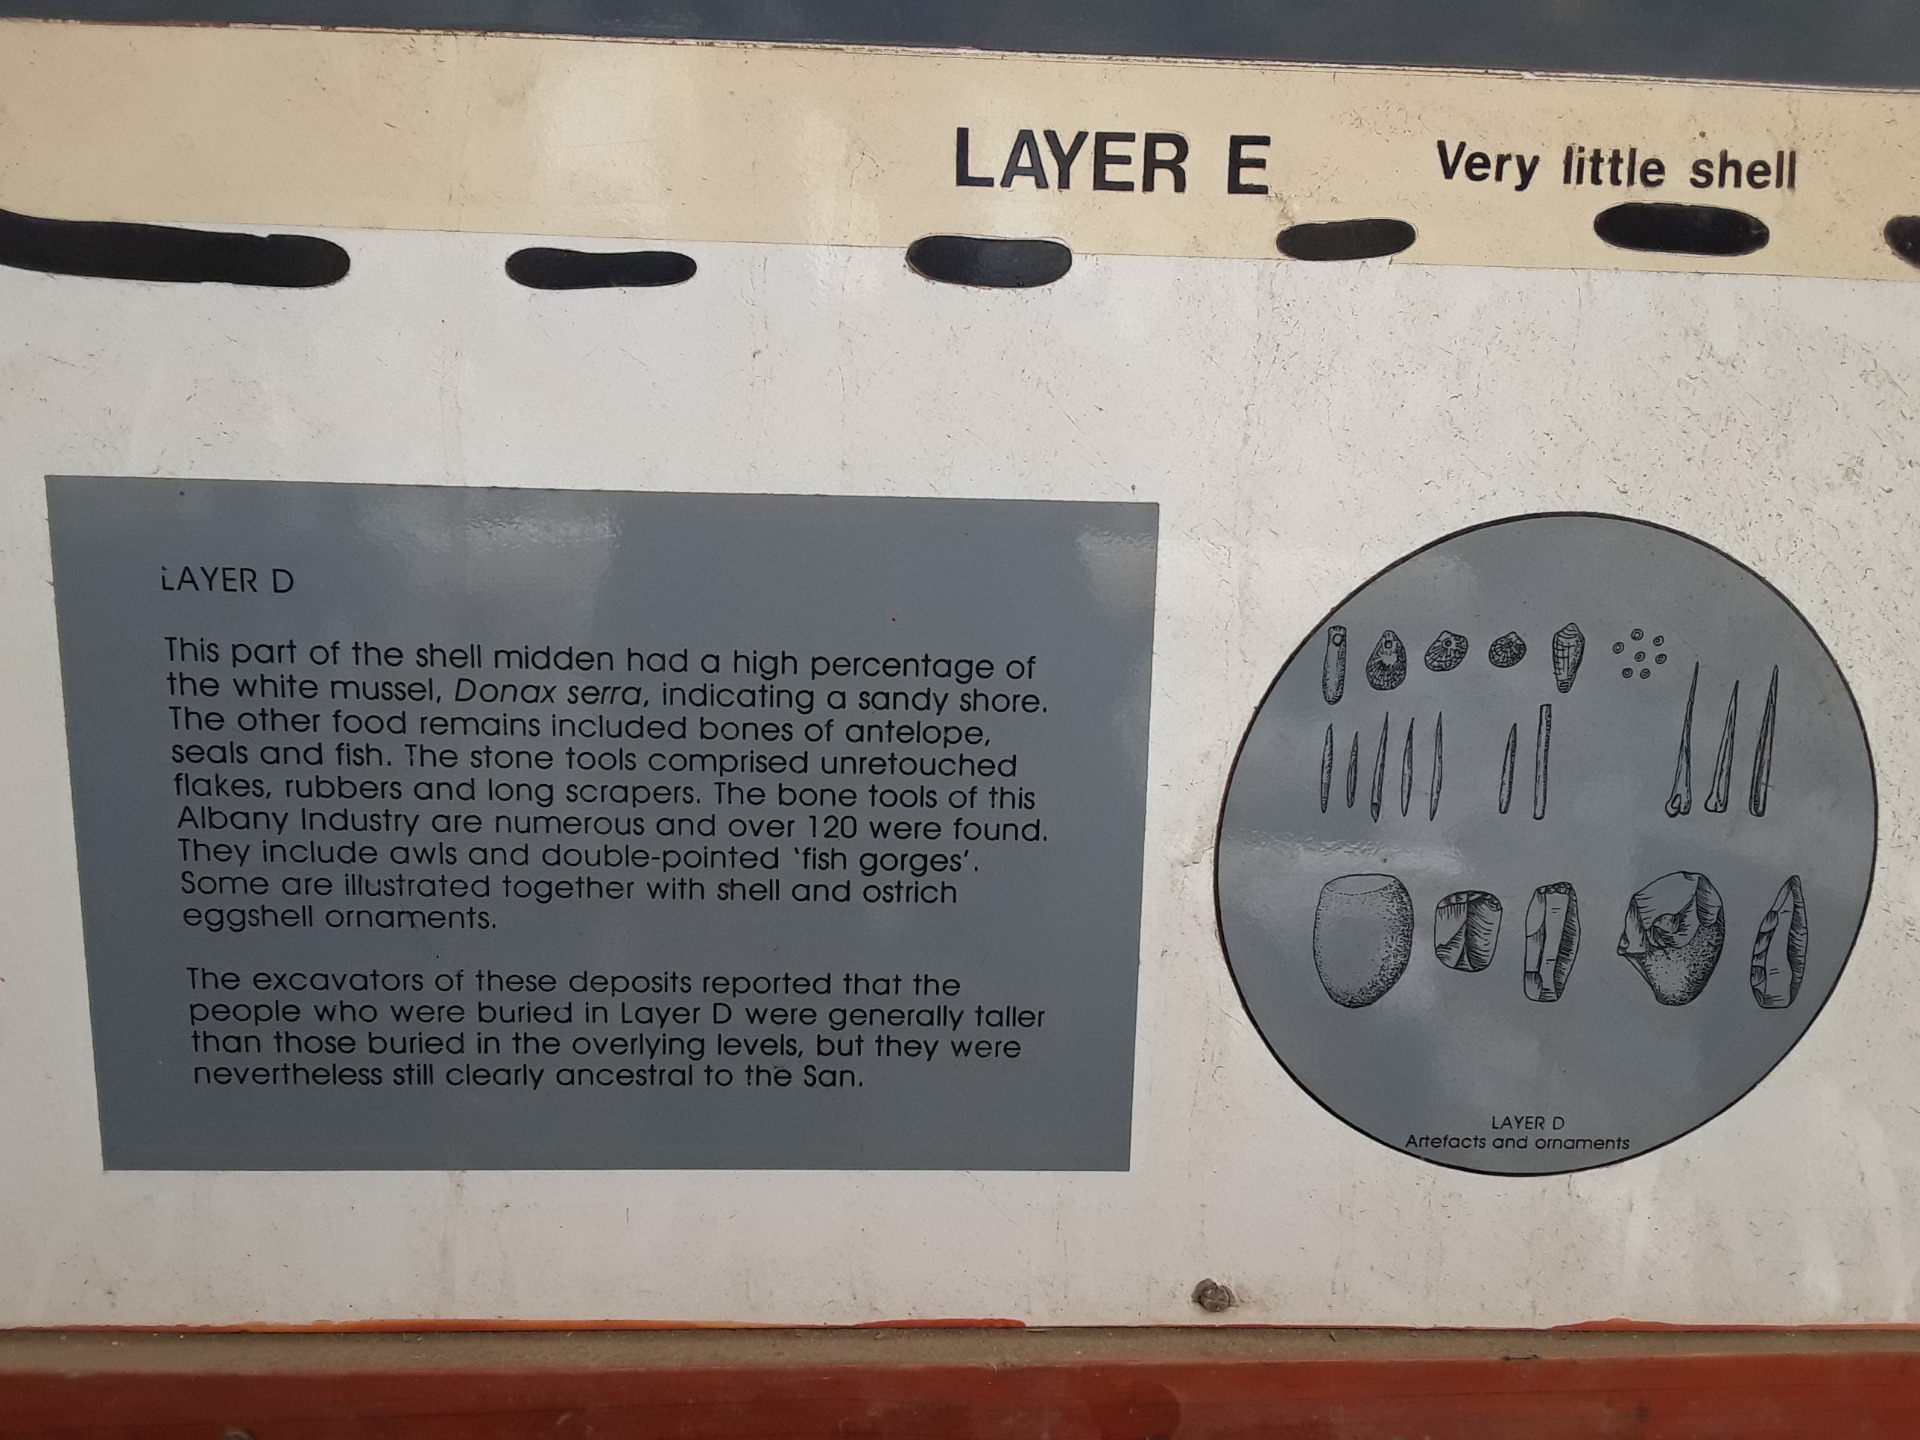 LAYER E
Very little shell
LAYER D
This part of the shell midden had a high percentage of
the white mussel, Donax serra, indicating a sandy shore.
The other food remains included bones of antelope,
seals and fish. The stone tools comprised unretouched
flakes, rubbers and long scrapers. The bone tools of this
Albany Industry are numerous and over 120 were found.
They include awls and double-pointed ‘fish gorges’.
Some are illustrated together with shell and ostrich
eggshell ornaments.
The excavators of these deposits reported that the
people who were buried in Layer D were generally taller
than those buried in the overlying levels, but they were
nevertheless still clearly ancestral to the San.
LAYER D
Artefacts and ornaments